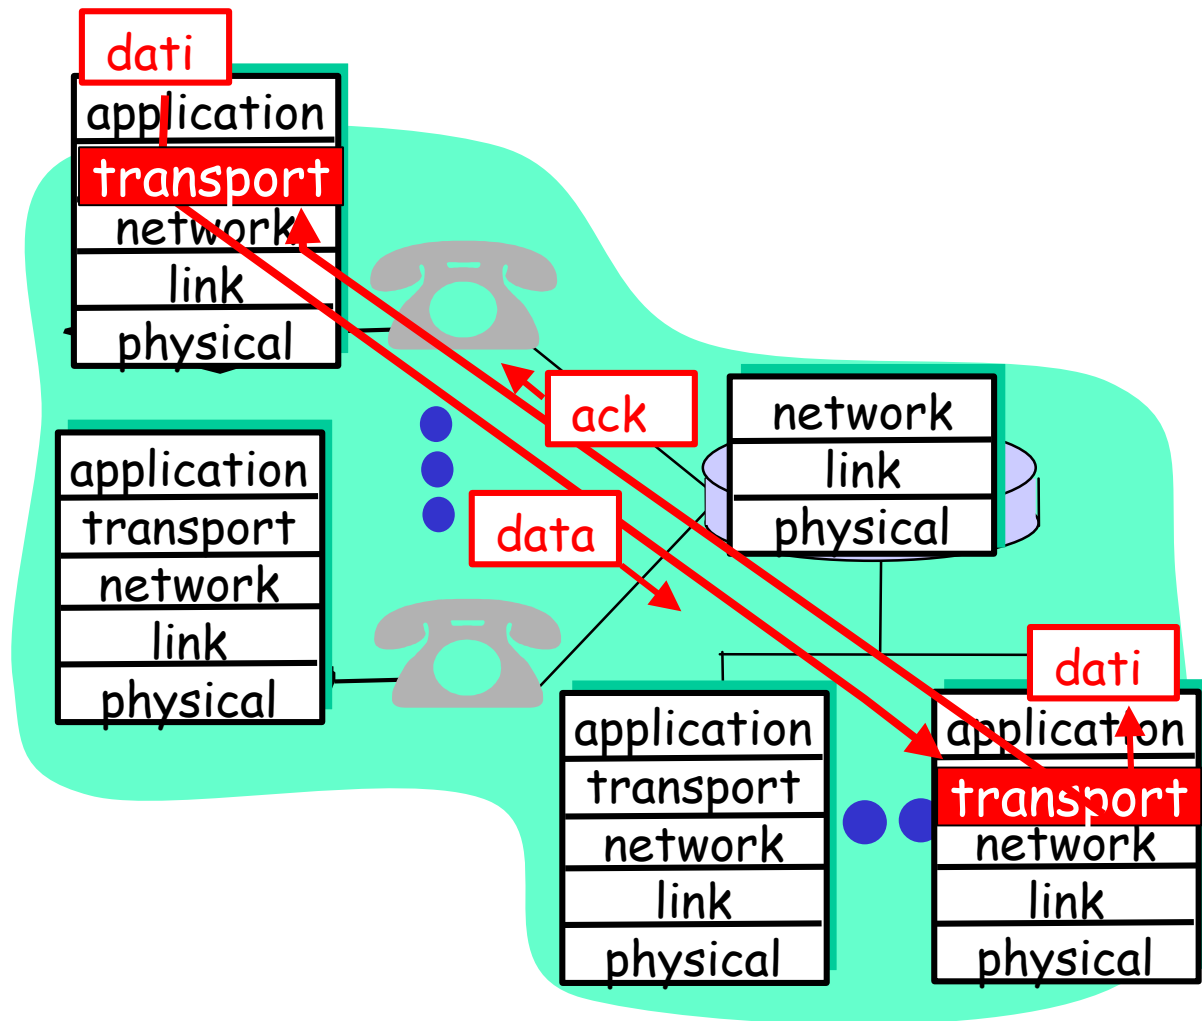 dati
application
transport
network
link
physical
ack
network
link
physical
application
transport
network
link
physical
data
dati
application
transport
network
link
physical
application
transport
network
link
physical